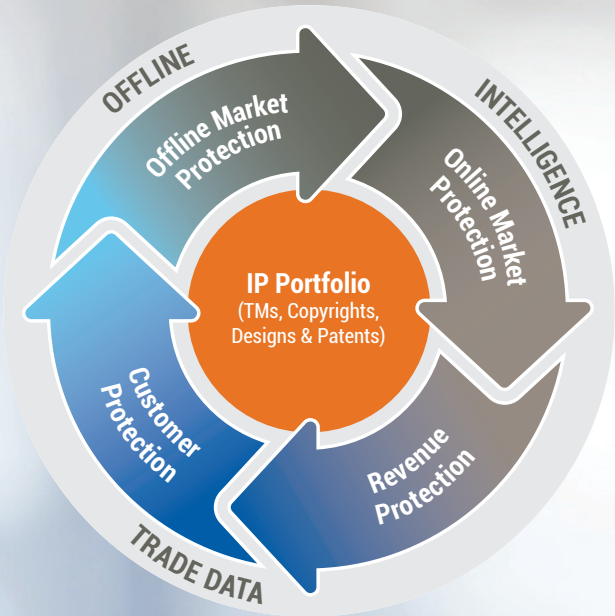 OFFLINE
INTELLIGENCE
Offline Market
Protection
Online Market
Protection
IP Portfolio
(TMs, Copyrights,
Designs & Patents)
Customer
Protection
Revenue
Protection
TRADE DATA